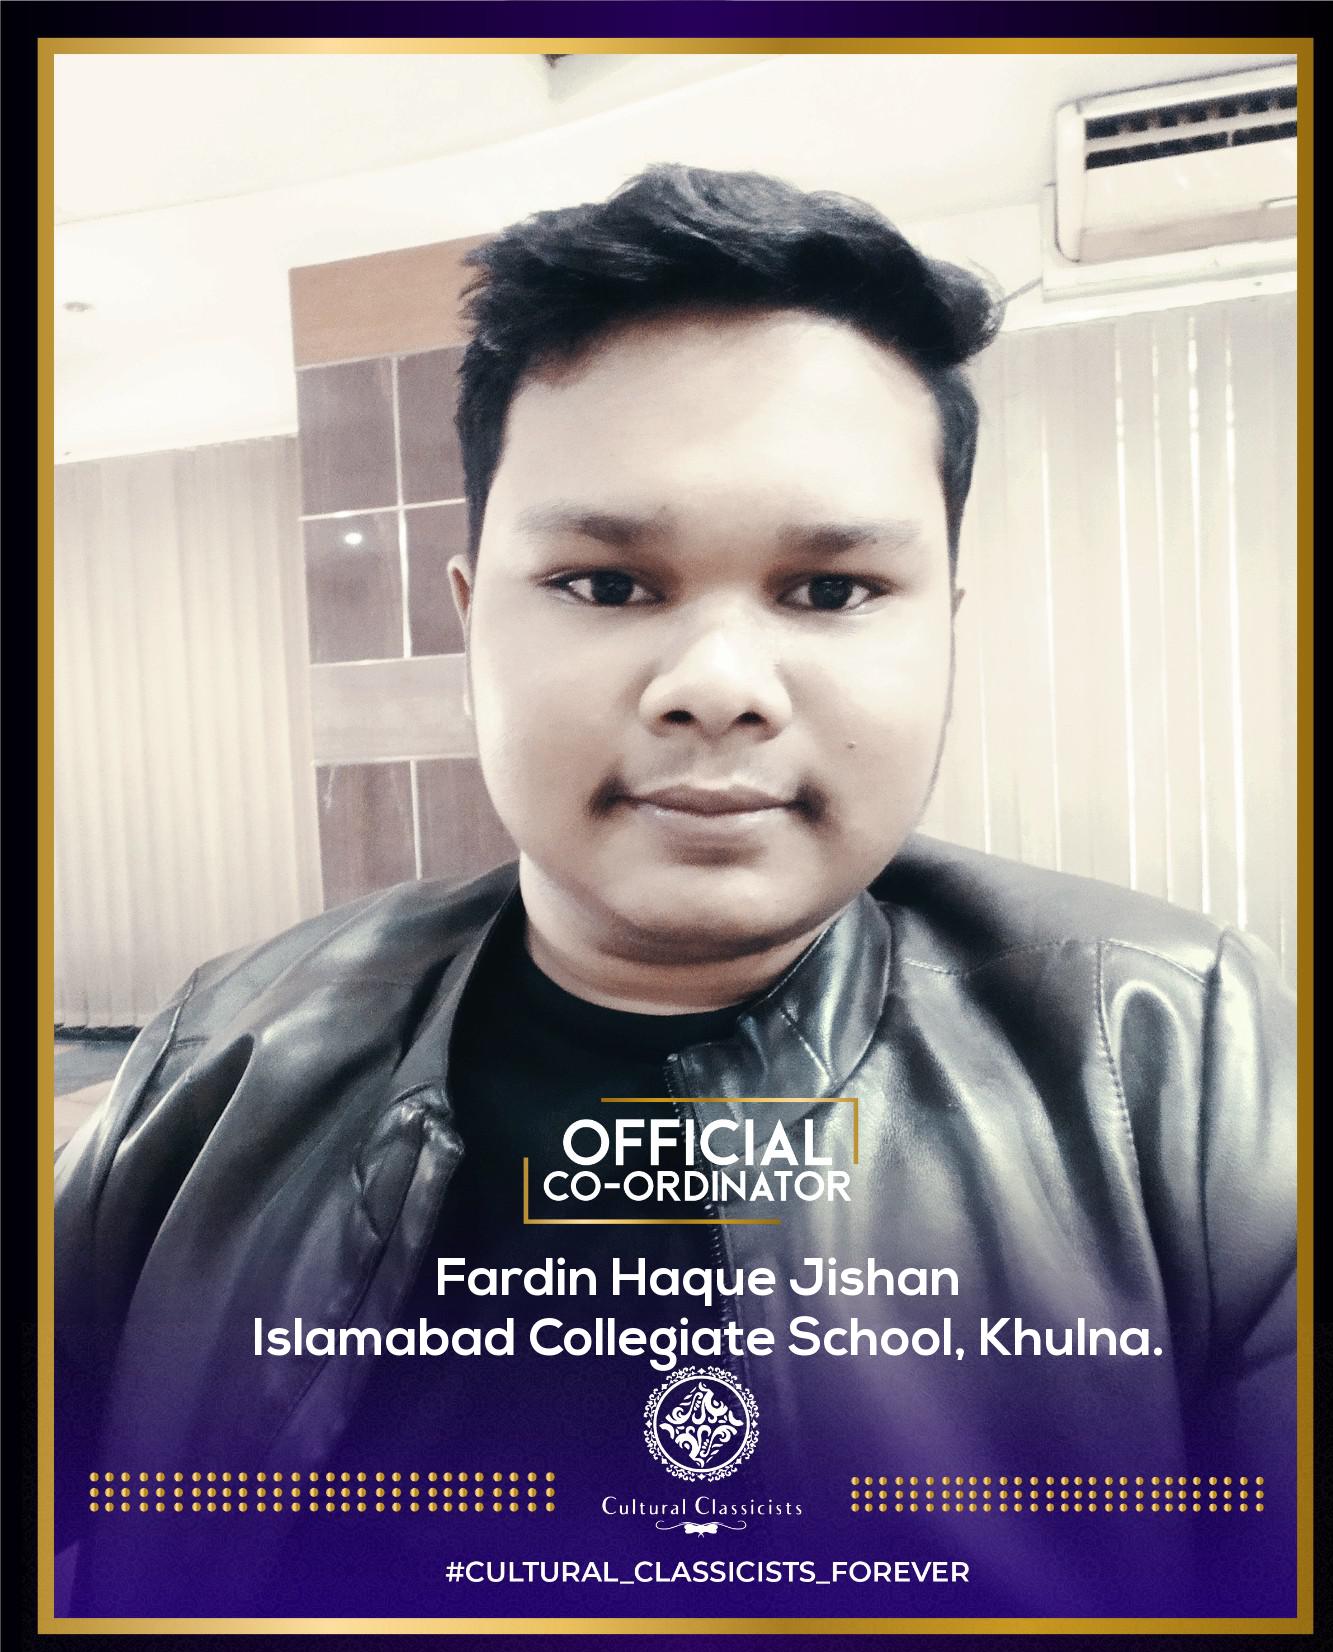 OFFICIAL
CO-ORDINATOR
Fardin Haque Jishan
Islamabad Collegiate School, Khulna.
Cultural Classicists
#CULTURAL_CLASSICISTS_FOREVER